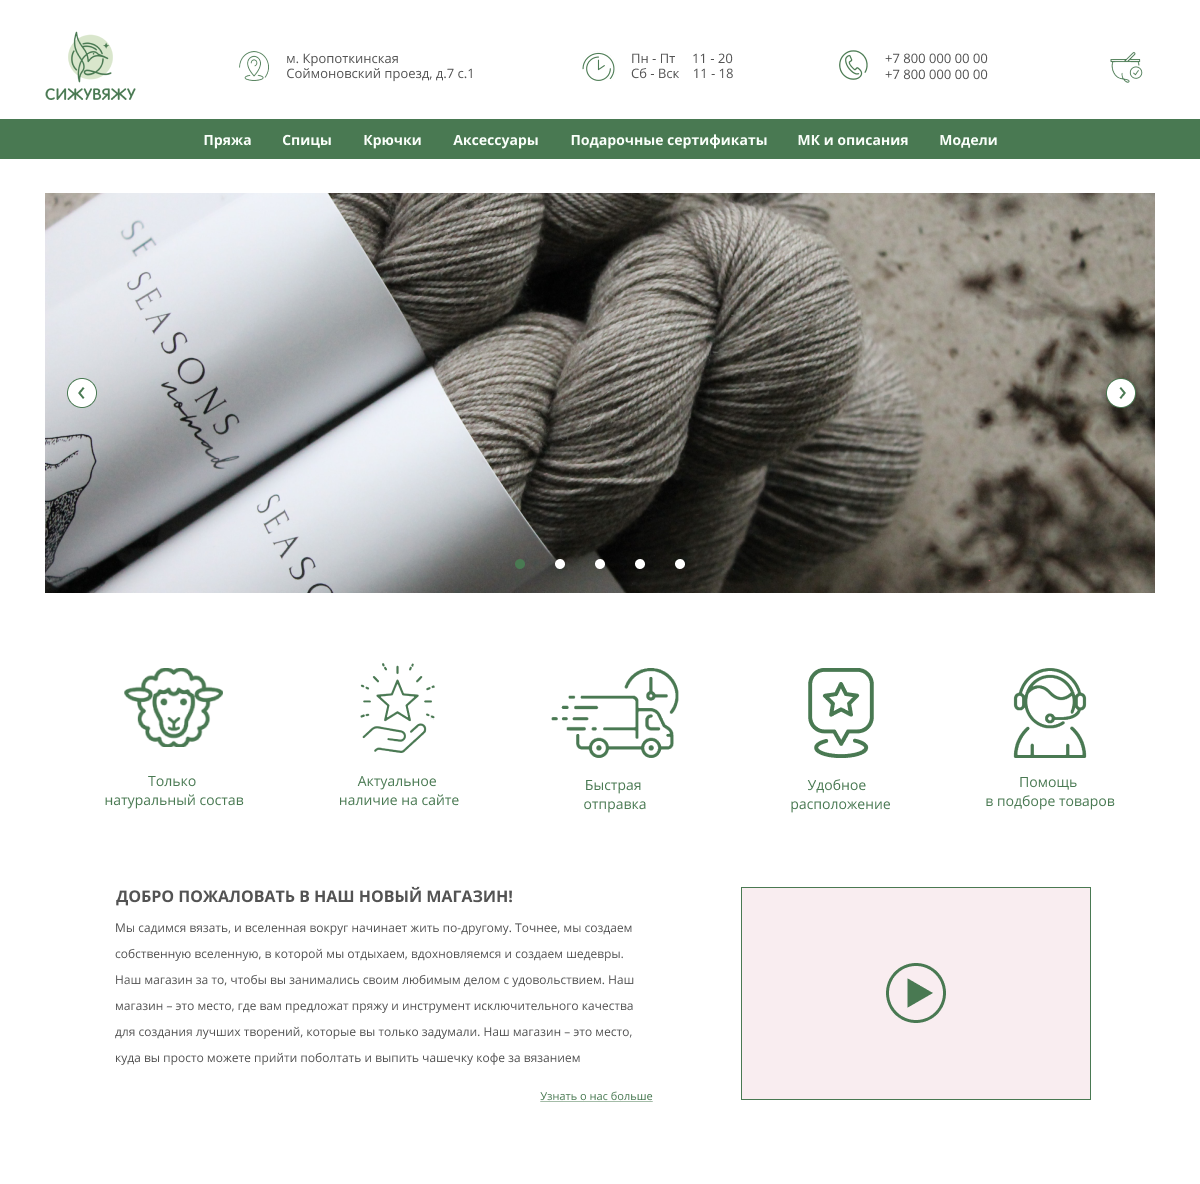 СИЖУВЯЖУ
м. Кропоткинская
Соймоновский проезд, д.7 с.1
Пн - Пт 11 - 20
Сб - Вск 11 - 18
+7 800 000 00 00
+7 800 000 00 00
Пряжа Спицы Крючки Аксессуары Подарочные сертификаты МК и описания Модели
SE
SEASONS
nomad
SEASO
Только
натуральный состав
Актуальное
наличие на сайте
Быстрая
отправка
Удобное
расположение
Помощь
в подборе товаров
ДОБРО ПОЖАЛОВАТЬ В НАШ НОВЫЙ МАГАЗИН!
Мы садимся вязать, и вселенная вокруг начинает жить по-другому. Точнее, мы создаем
собственную вселенную, в которой мы отдыхаем, вдохновляемся и создаем шедевры.
Наш магазин за то, чтобы вы занимались своим любимым делом с удовольствием. Наш
магазин – это место, где вам предложат пряжу и инструмент исключительного качества
для создания лучших творений, которые вы только задумали. Наш магазин – это место,
куда вы просто можете прийти поболтать и выпить чашечку кофе за вязанием
Узнать о нас больше